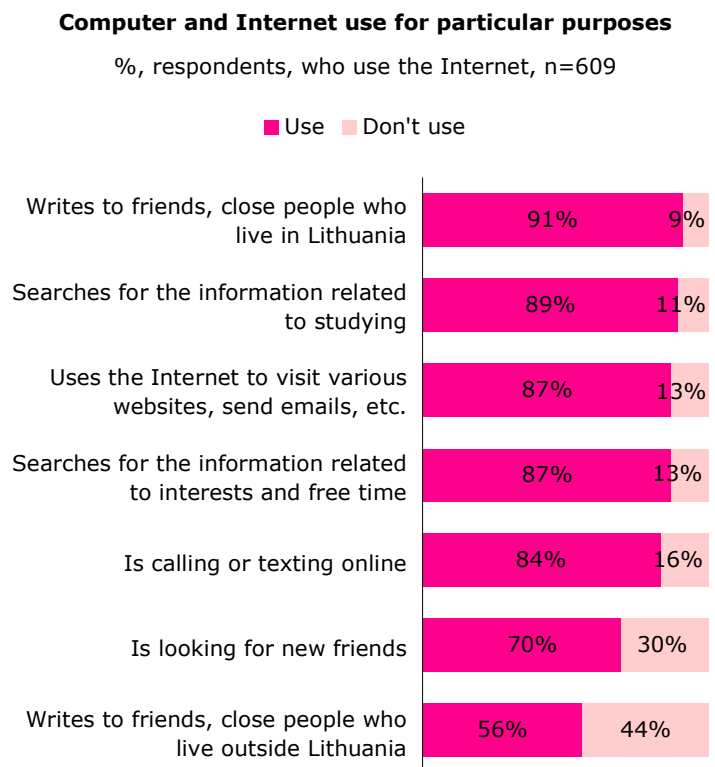 Computer and Internet use for particular purposes
%, respondents, who use the Internet, n=609
Use Don't use
Writes to friends, close people who
live in Lithuania
91% 9%
Searches for the information related
to studying
89% 11%
Uses the Internet to visit various
websites, send emails, etc.
87% 13%
Searches for the information related
to interests and free time
87% 13%
Is calling or texting online
84% 16%
Is looking for new friends
70% 30%
Writes to friends, close people who
live outside Lithuania
56% 44%